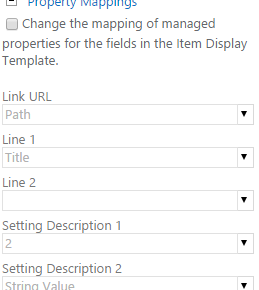 Property Mappings
Change the mapping of managed
properties for the fields in the Item Display
Template.
Link URL
Path
Line 1
Title
Line 2
Setting Description 1
2
Setting Description 2
String Value